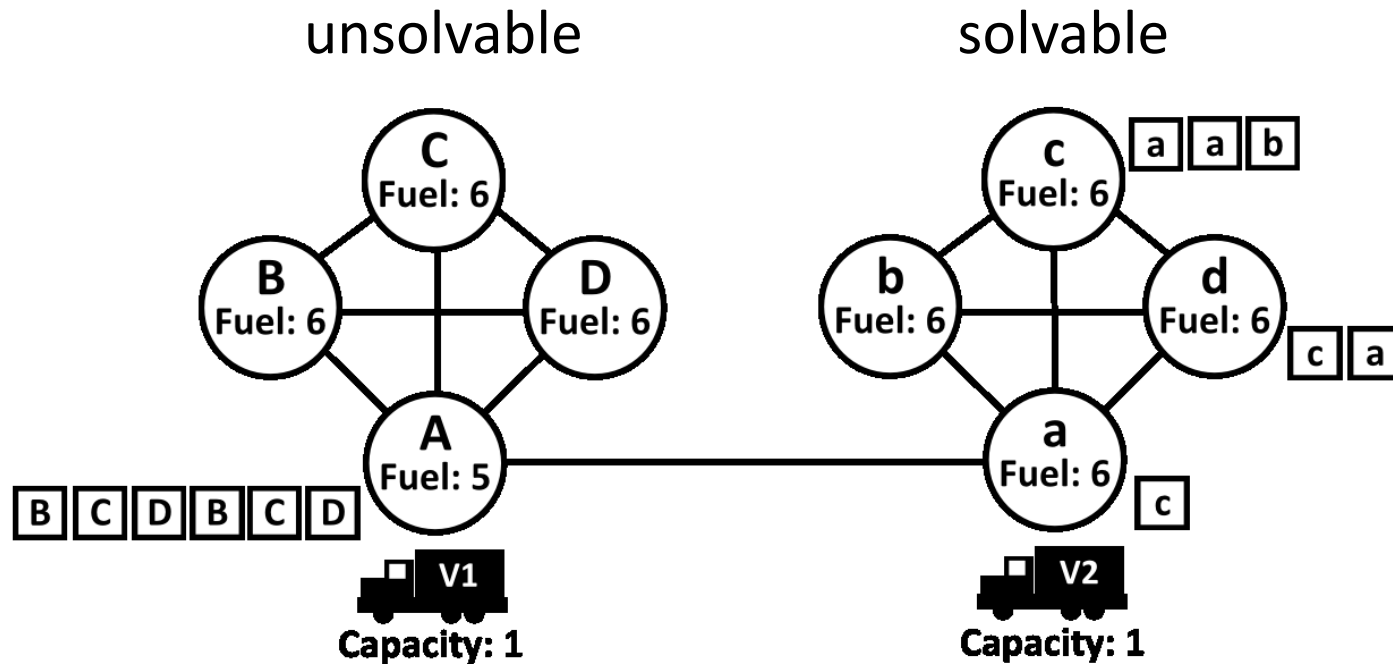 unsolvable
solvable
C
Fuel: 6
B
Fuel: 6
D
Fuel: 6
A
Fuel: 5
B C D B C D
V1
Capacity: 1
c
Fuel: 6
a a b
b
Fuel: 6
d
Fuel: 6
c a
a
Fuel: 6
c
V2
Capacity: 1